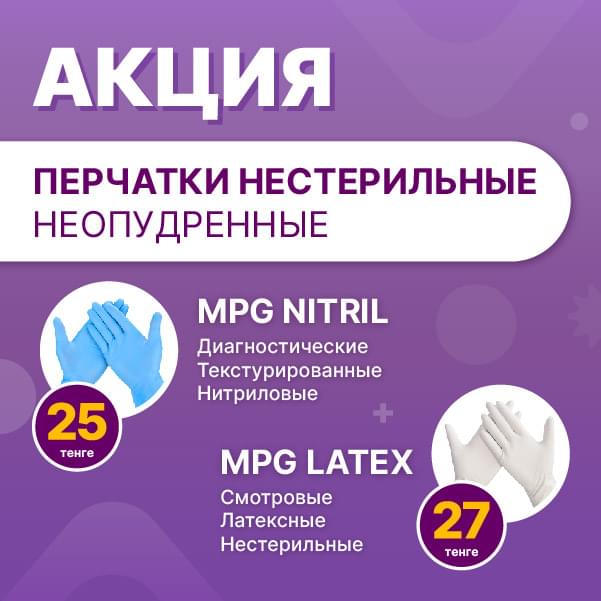 АКЦИЯ
ПЕРЧАТКИ НЕСТЕРИЛЬНЫЕ
НЕОПУДРЕННЫЕ
MPG NITRIL
Диагностические
Текстурированные
Нитриловые
25
тенге
MPG LATEX
Смотровые
Латексные
Нестерильные
27
тенге